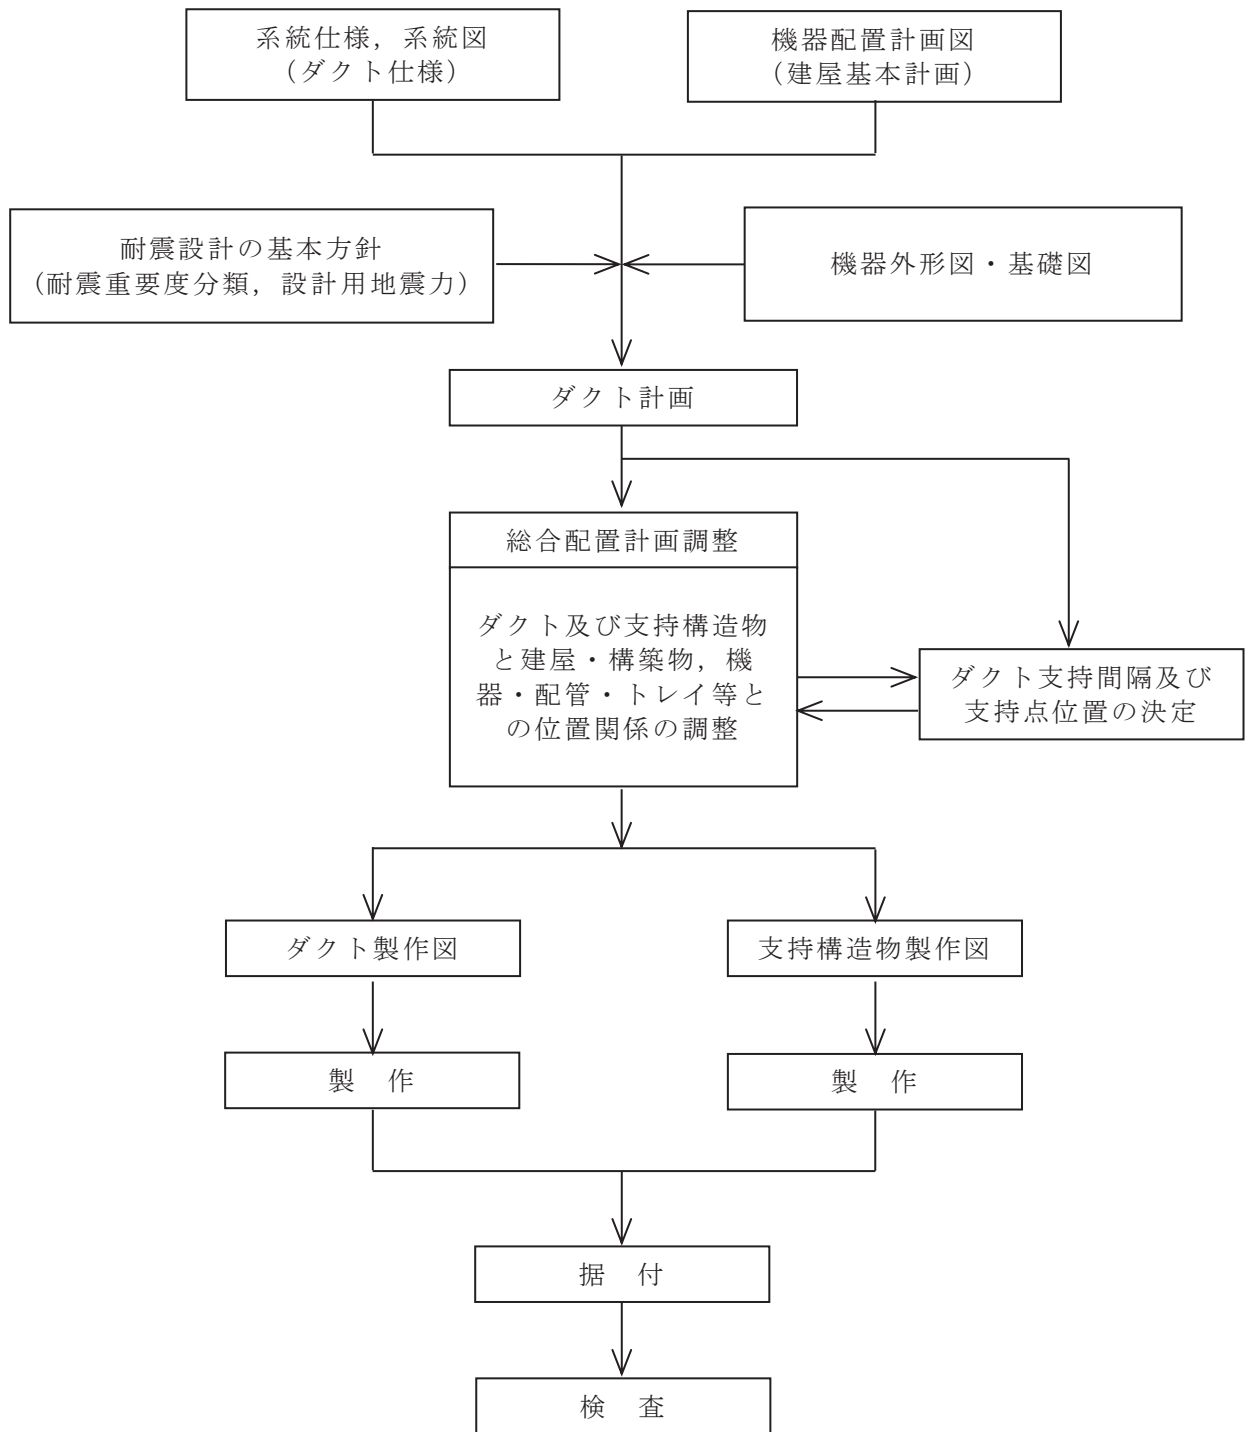 系統仕様，系統図
（ダクト仕様）
機器配置計画図
（建屋基本計画）
耐震設計の基本方針
（耐震重要度分類，設計用地震力）
機器外形図・基礎図
ダクト計画
総合配置計画調整
ダクト及び支持構造物
と建屋・構築物，機
器・配管・トレイ等と
の位置関係の調整
ダクト支持間隔及び
支持点位置の決定
ダクト製作図
支持構造物製作図
製　作
製　作
据　付
検　査